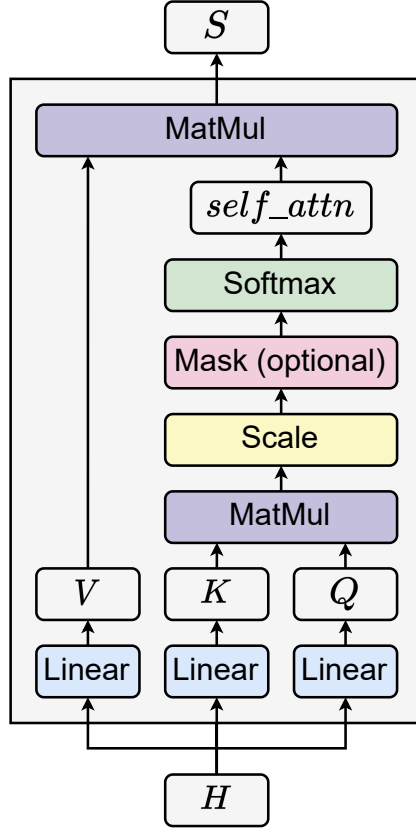 S
MatMul
self_attn
Softmax
Mask (optional)
Scale
MatMul
V K Q
Linear Linear Linear
H